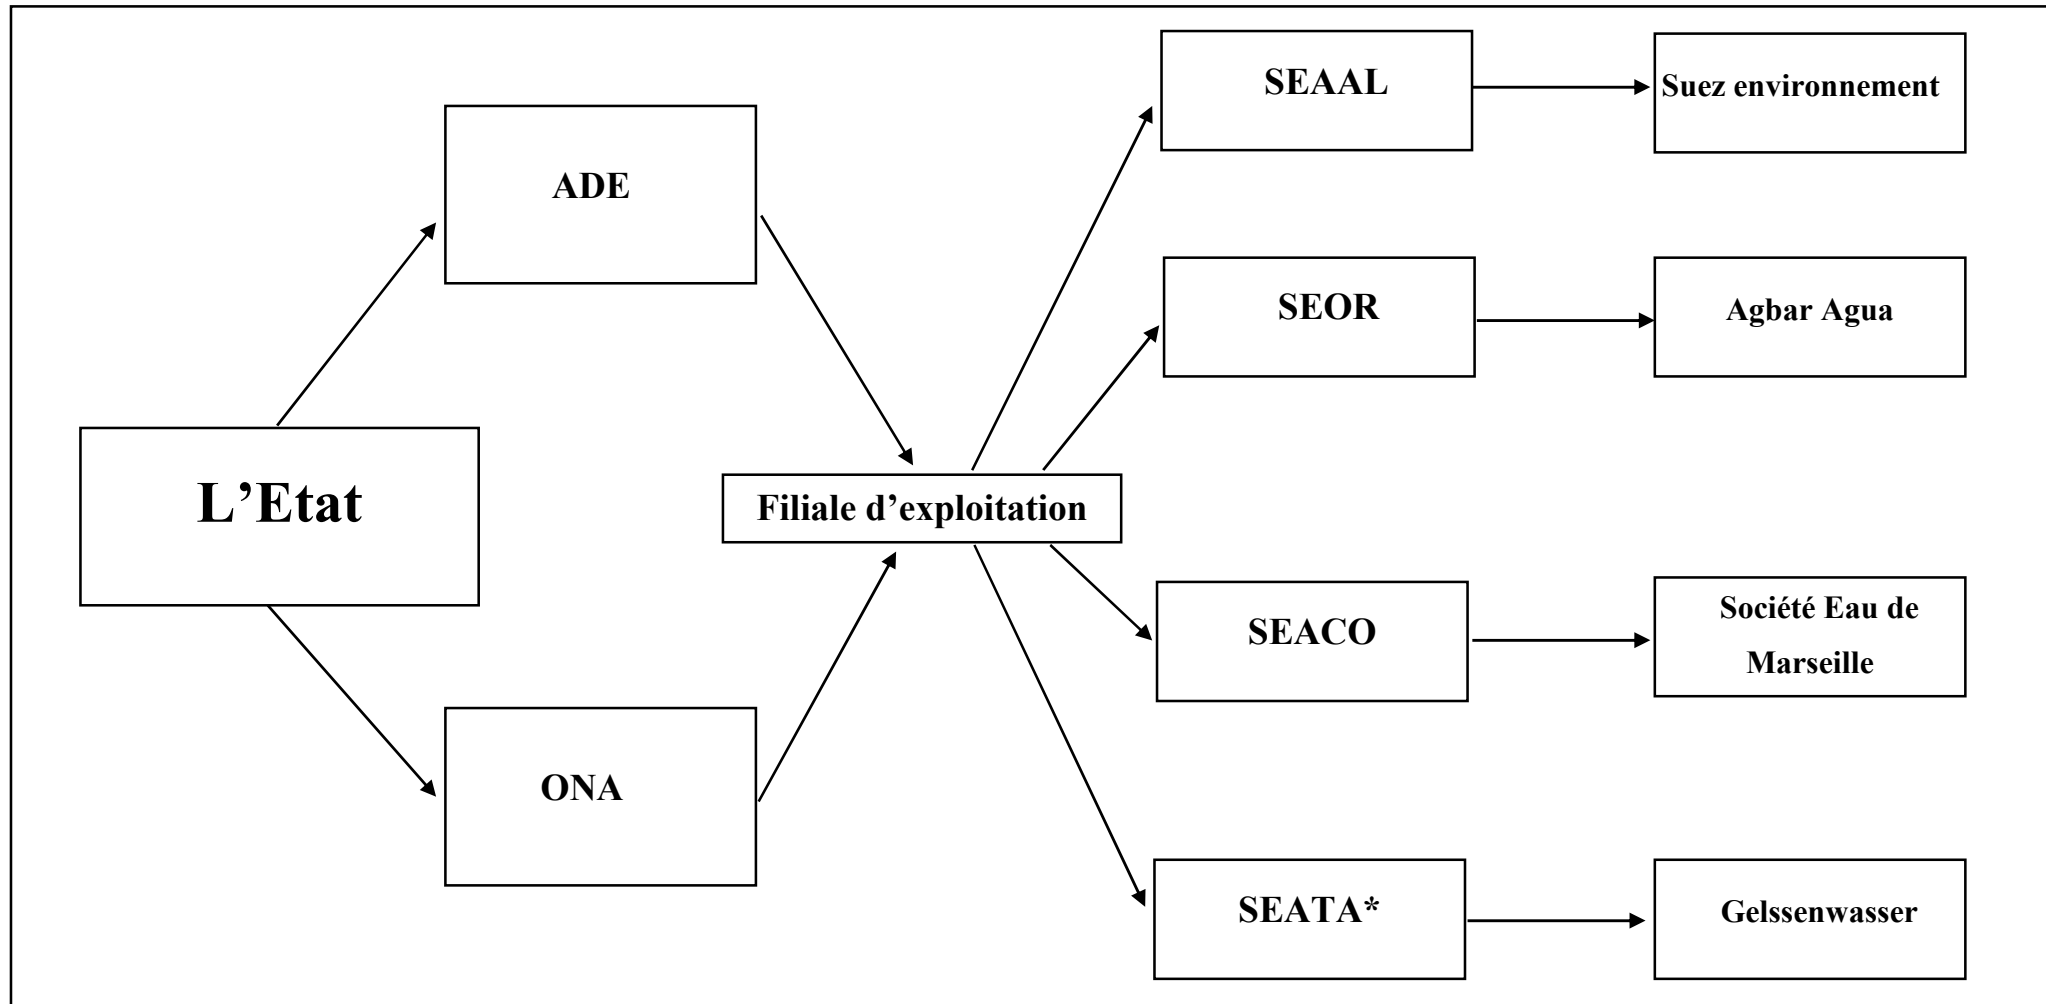 L’Etat
ADE
ONA
Filiale d’exploitation
SEAAL
Suez environnement
SEOR
Agbar Agua
SEACO
Société Eau de
Marseille
SEATA*
Gelssenwasser